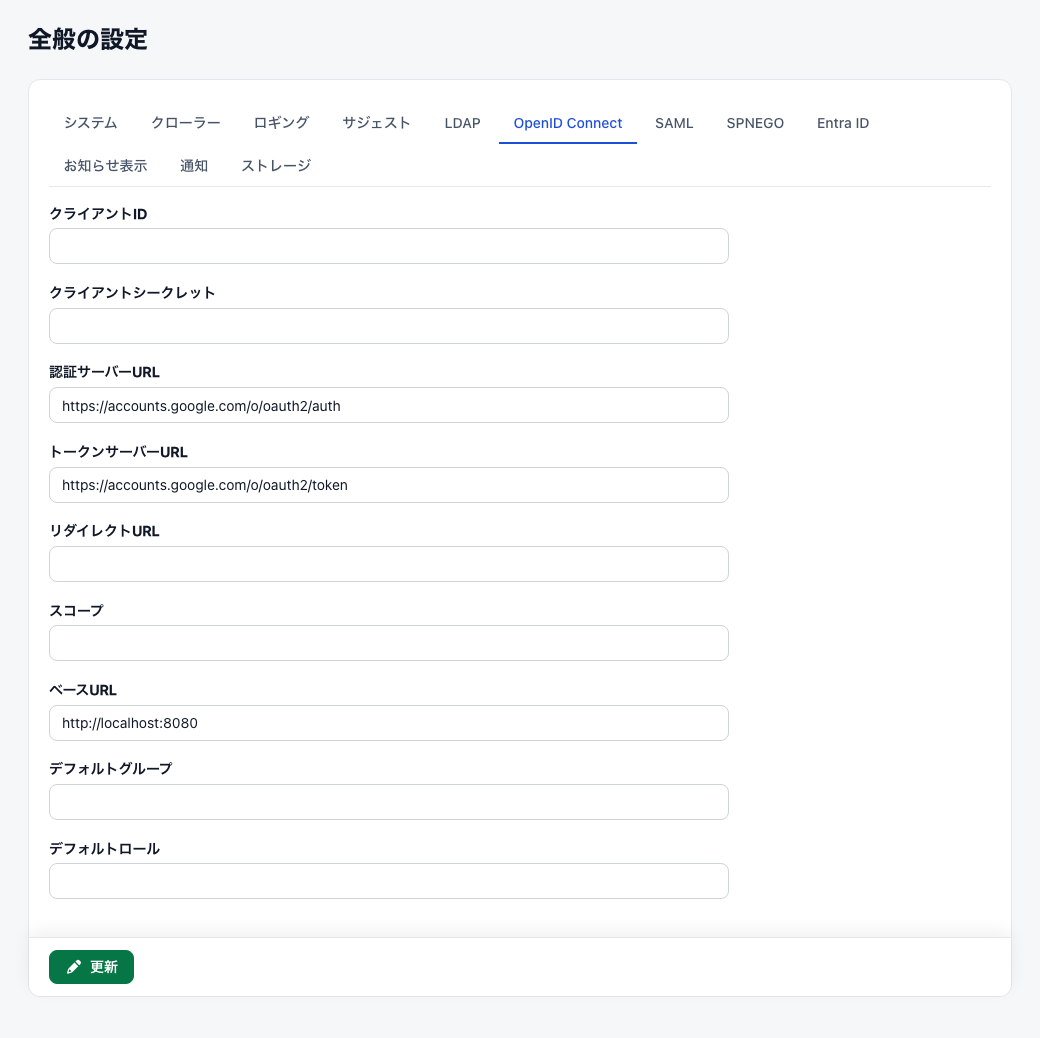 全般の設定
システム クローラー ロギング サジェスト LDAP OpenID Connect SAML SPNEGO Entra ID
お知らせ表示 通知 ストレージ
クライアントID
クライアントシークレット
認証サーバーURL
https://accounts.google.com/o/oauth2/auth
トークンサーバーURL
https://accounts.google.com/o/oauth2/token
リダイレクトURL
スコープ
ベースURL
http://localhost:8080
デフォルトグループ
デフォルトロール
更新